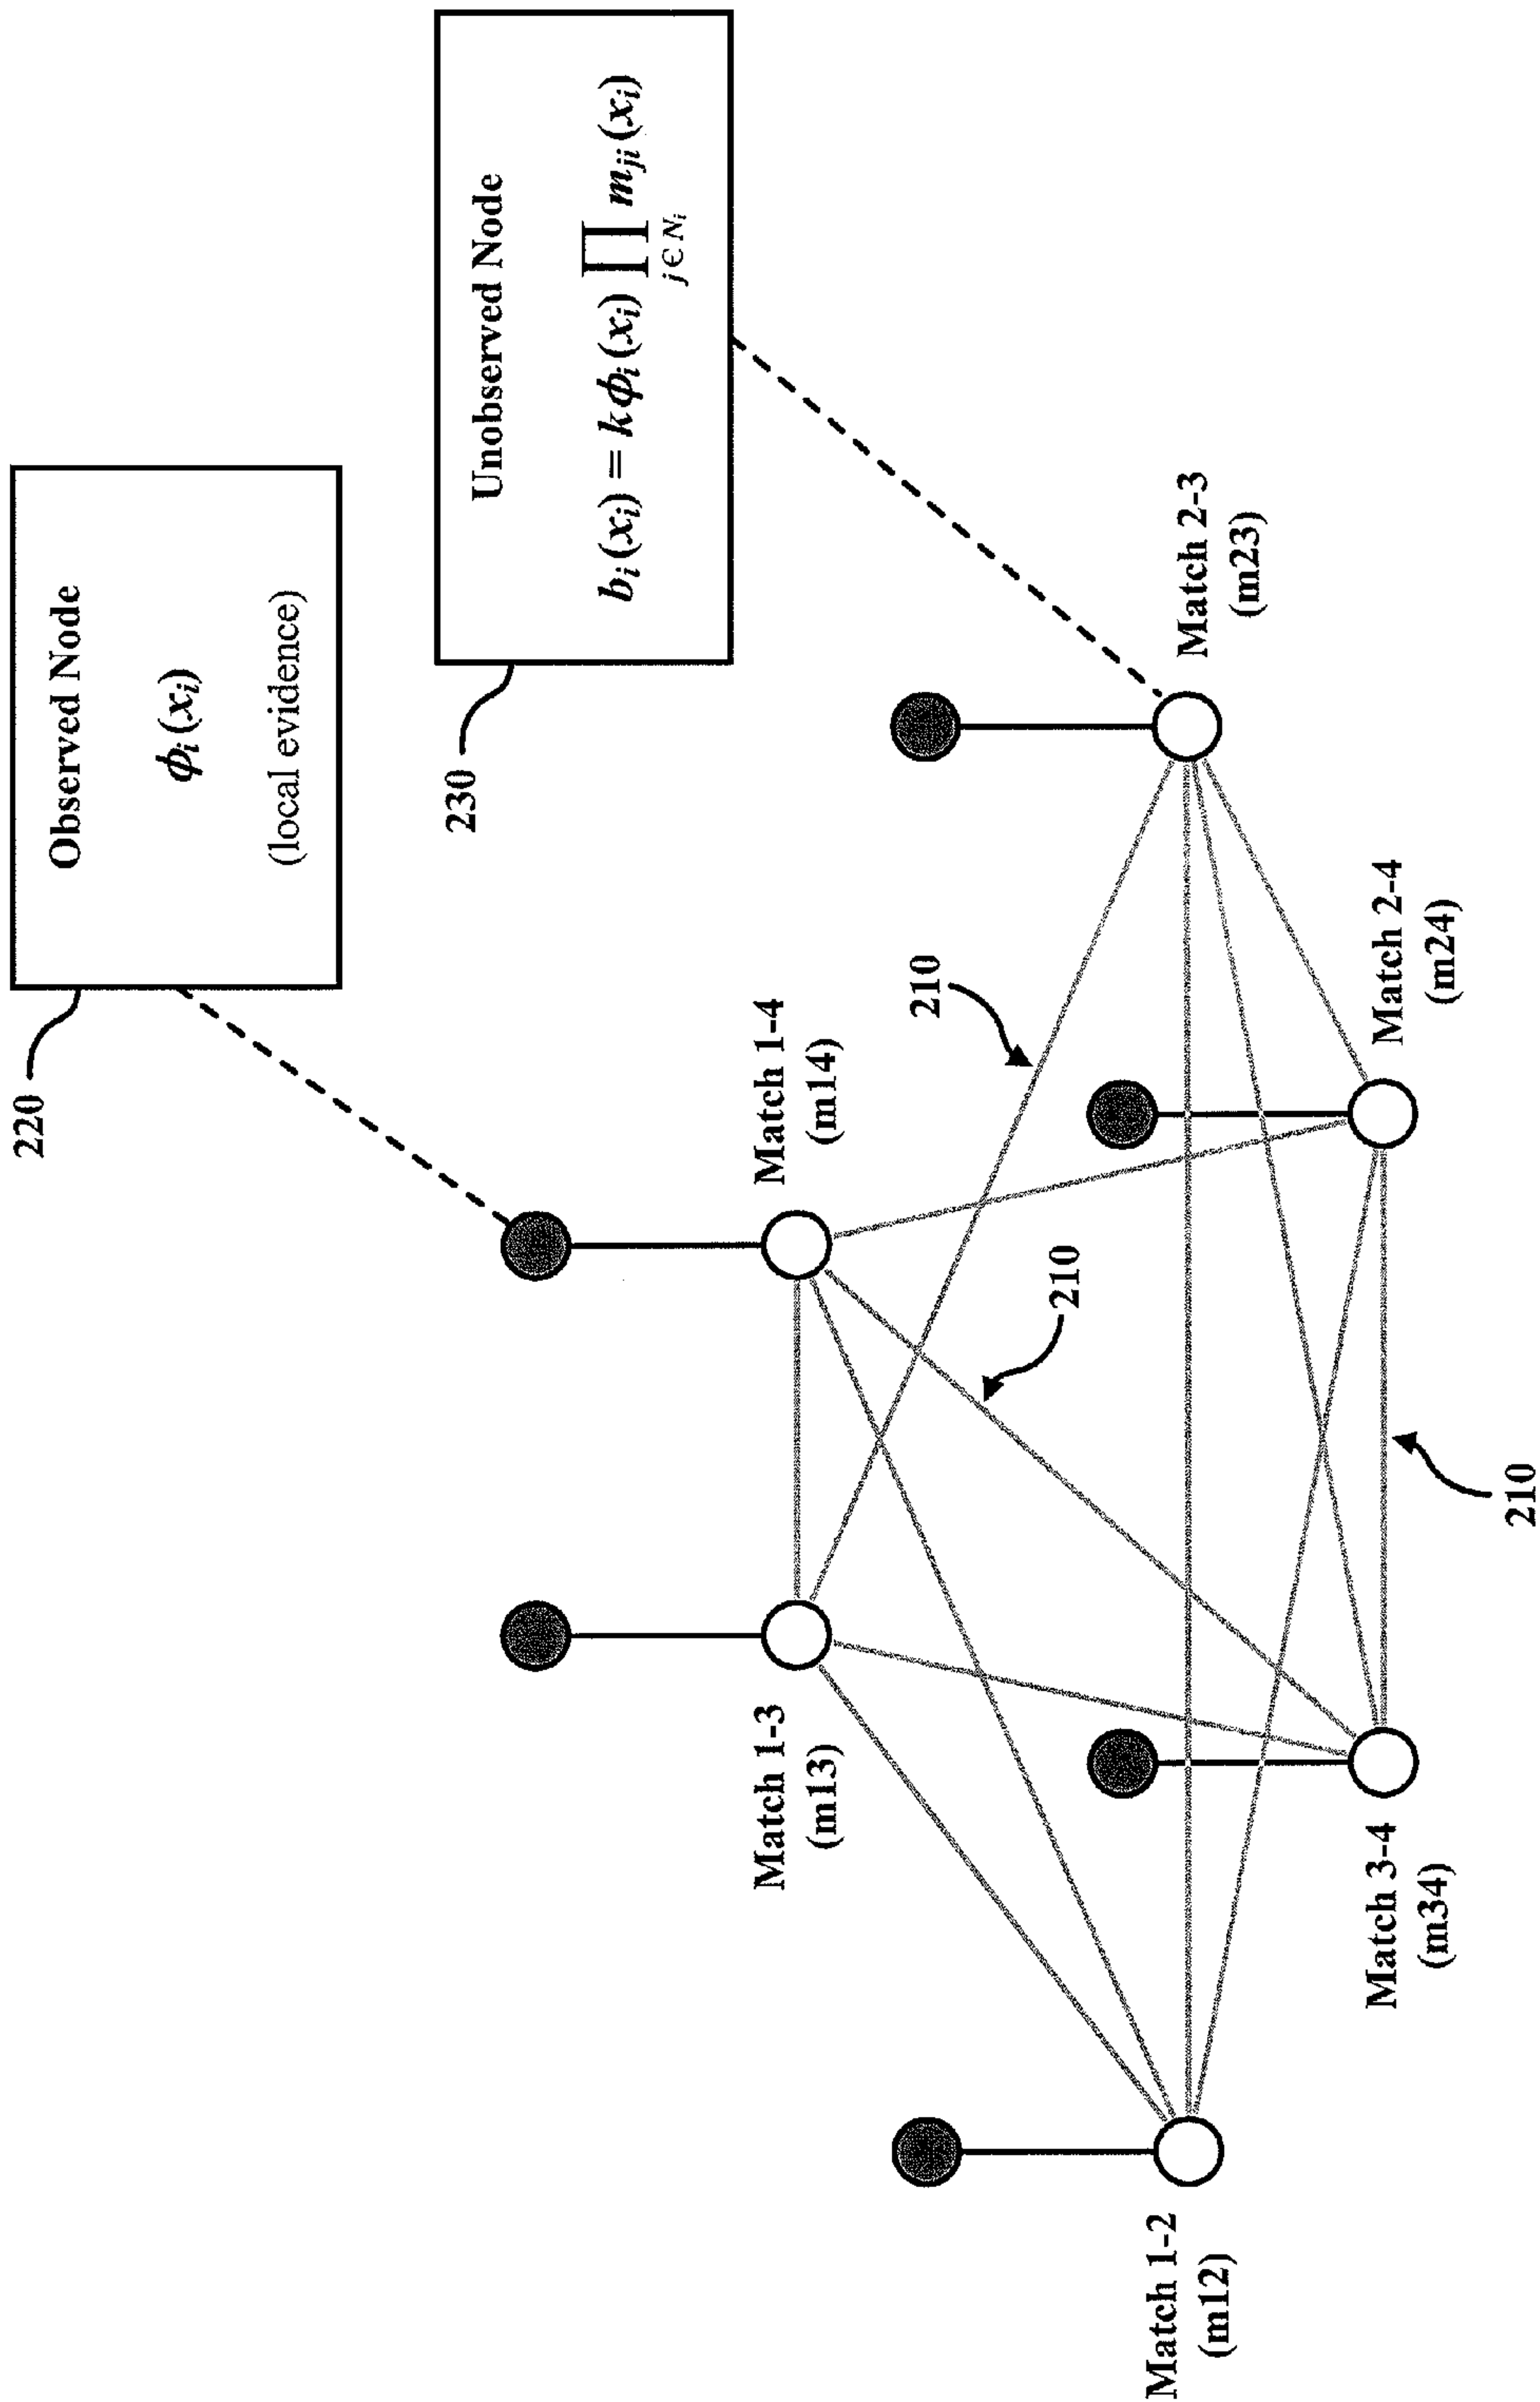 220
Observed Node
ϕᵢ(xᵢ)
(local evidence)
230
Unobserved Node
bᵢ(xᵢ) = kϕᵢ(xᵢ) ∏ mⱼᵢ(xᵢ)
j∈Nᵢ
Match 1-3
(m13)
Match 1-4
(m14)
210
210
Match 1-2
(m12)
Match 2-3
(m23)
Match 3-4
(m34)
Match 2-4
(m24)
210